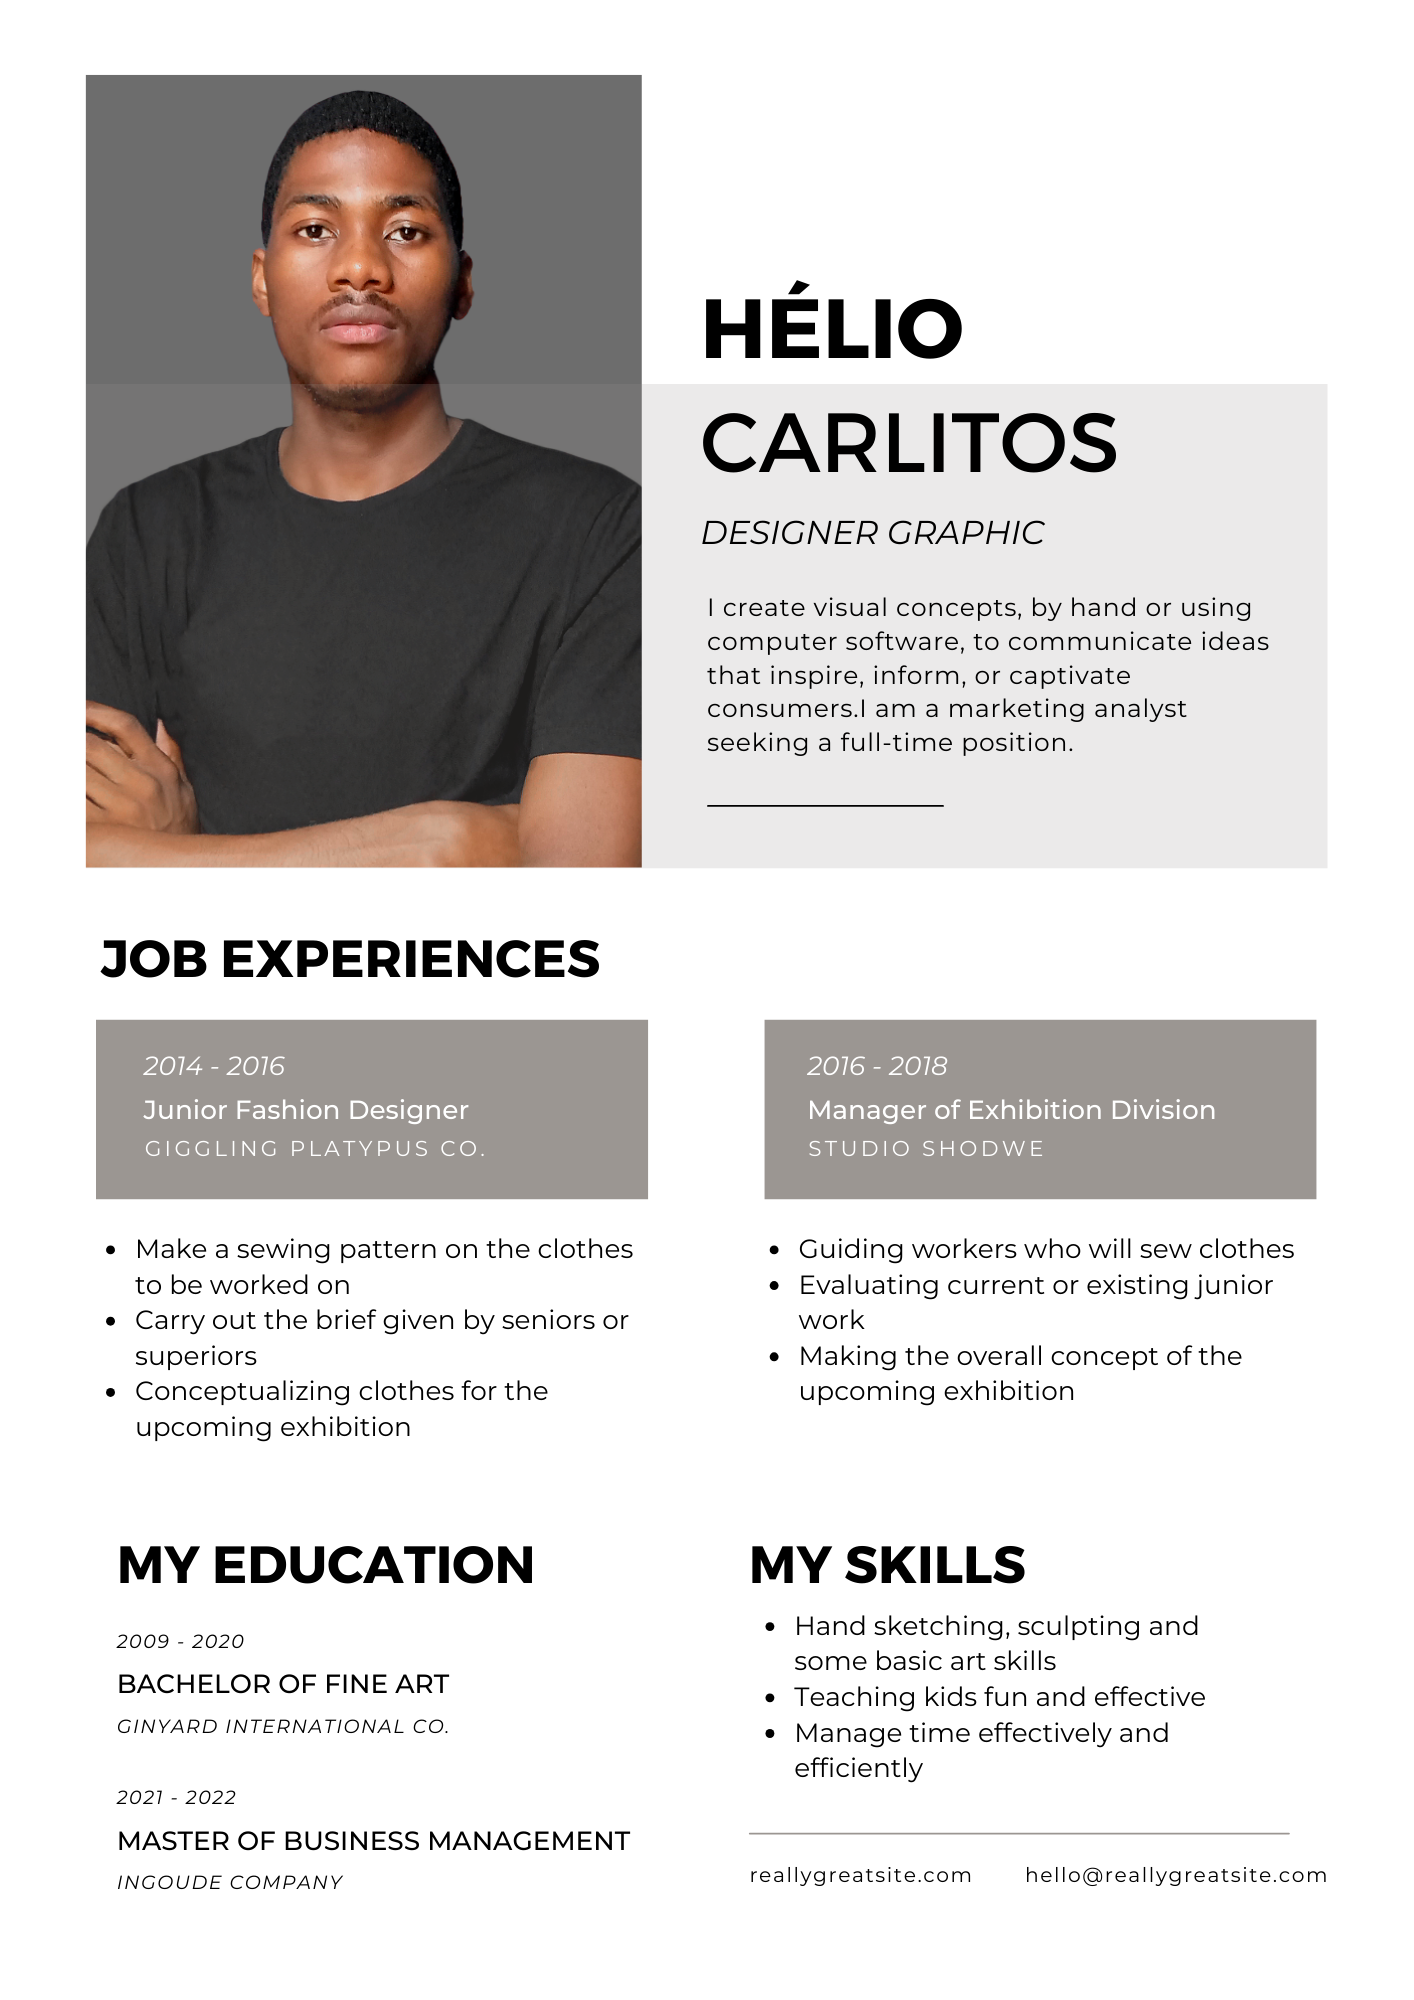 HÉLIO
CARLITOS
DESIGNER GRAPHIC
I create visual concepts, by hand or using
computer software, to communicate ideas
that inspire, inform, or captivate
consumers.I am a marketing analyst
seeking a full-time position.
JOB EXPERIENCES
2014 - 2016
Junior Fashion Designer
GIGGLING PLATYPUS CO.
• Make a sewing pattern on the clothes
to be worked on
• Carry out the brief given by seniors or
superiors
• Conceptualizing clothes for the
upcoming exhibition
2016 - 2018
Manager of Exhibition Division
STUDIO SHODWE
• Guiding workers who will sew clothes
• Evaluating current or existing junior
work
• Making the overall concept of the
upcoming exhibition
MY EDUCATION
2009 - 2020
BACHELOR OF FINE ART
GINYARD INTERNATIONAL CO.
2021 - 2022
MASTER OF BUSINESS MANAGEMENT
INGOUDE COMPANY
MY SKILLS
• Hand sketching, sculpting and
some basic art skills
• Teaching kids fun and effective
• Manage time effectively and
efficiently
reallygreatsite.com
hello@reallygreatsite.com